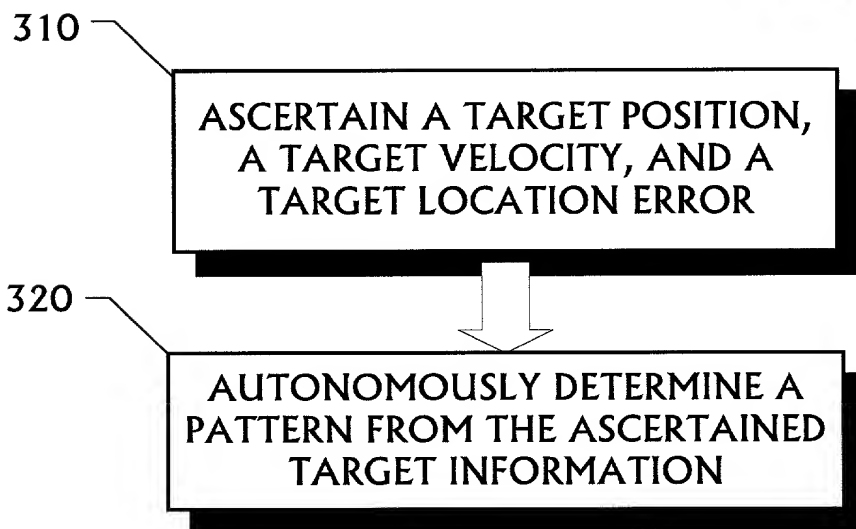 310
ASCERTAIN A TARGET POSITION,
A TARGET VELOCITY, AND A
TARGET LOCATION ERROR
320
AUTONOMOUSLY DETERMINE A
PATTERN FROM THE ASCERTAINED
TARGET INFORMATION